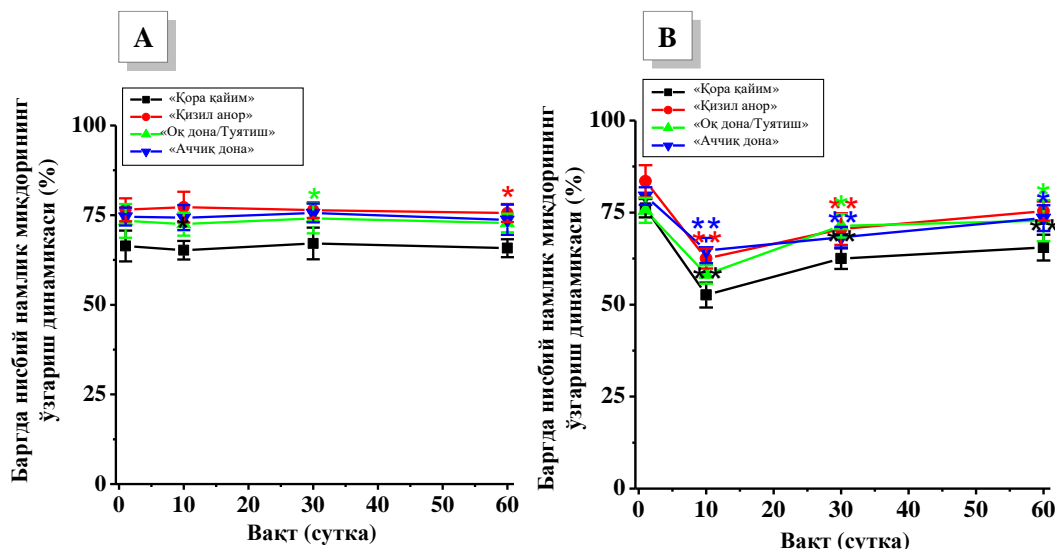 A
«Қора қайим»
«Қизил анор»
«Оқ дона/Туятиш»
«Аччиқ дона»
Баргда нисбий намлик миқдорининг
ўзгариш динамикаси (%)
100
75
50
25
0
*
*
0 10 20 30 40 50 60
Вақт (сутка)
B
«Қора қайим»
«Қизил анор»
«Оқ дона/Туятиш»
«Аччиқ дона»
Баргда нисбий намлик миқдорининг
ўзгариш динамикаси (%)
100
75
50
25
0
**
**
**
*
**
**
**
*
*
**
0 10 20 30 40 50 60
Вақт (сутка)